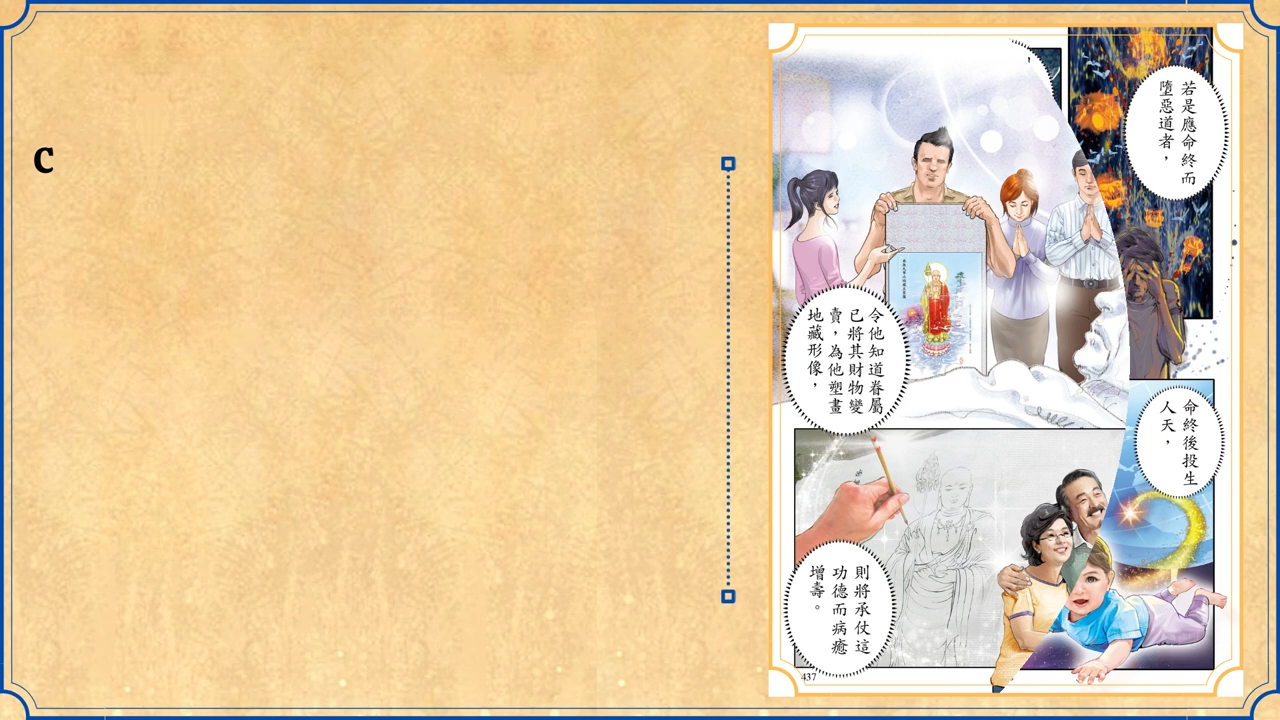 c
令他知道眷屬
已將其財物變
賣，為他塑畫
地藏形像，
則將承仗這
功德而病癒
增壽。
若是應命終而
墮惡道者，
命終後投生
人天，
437